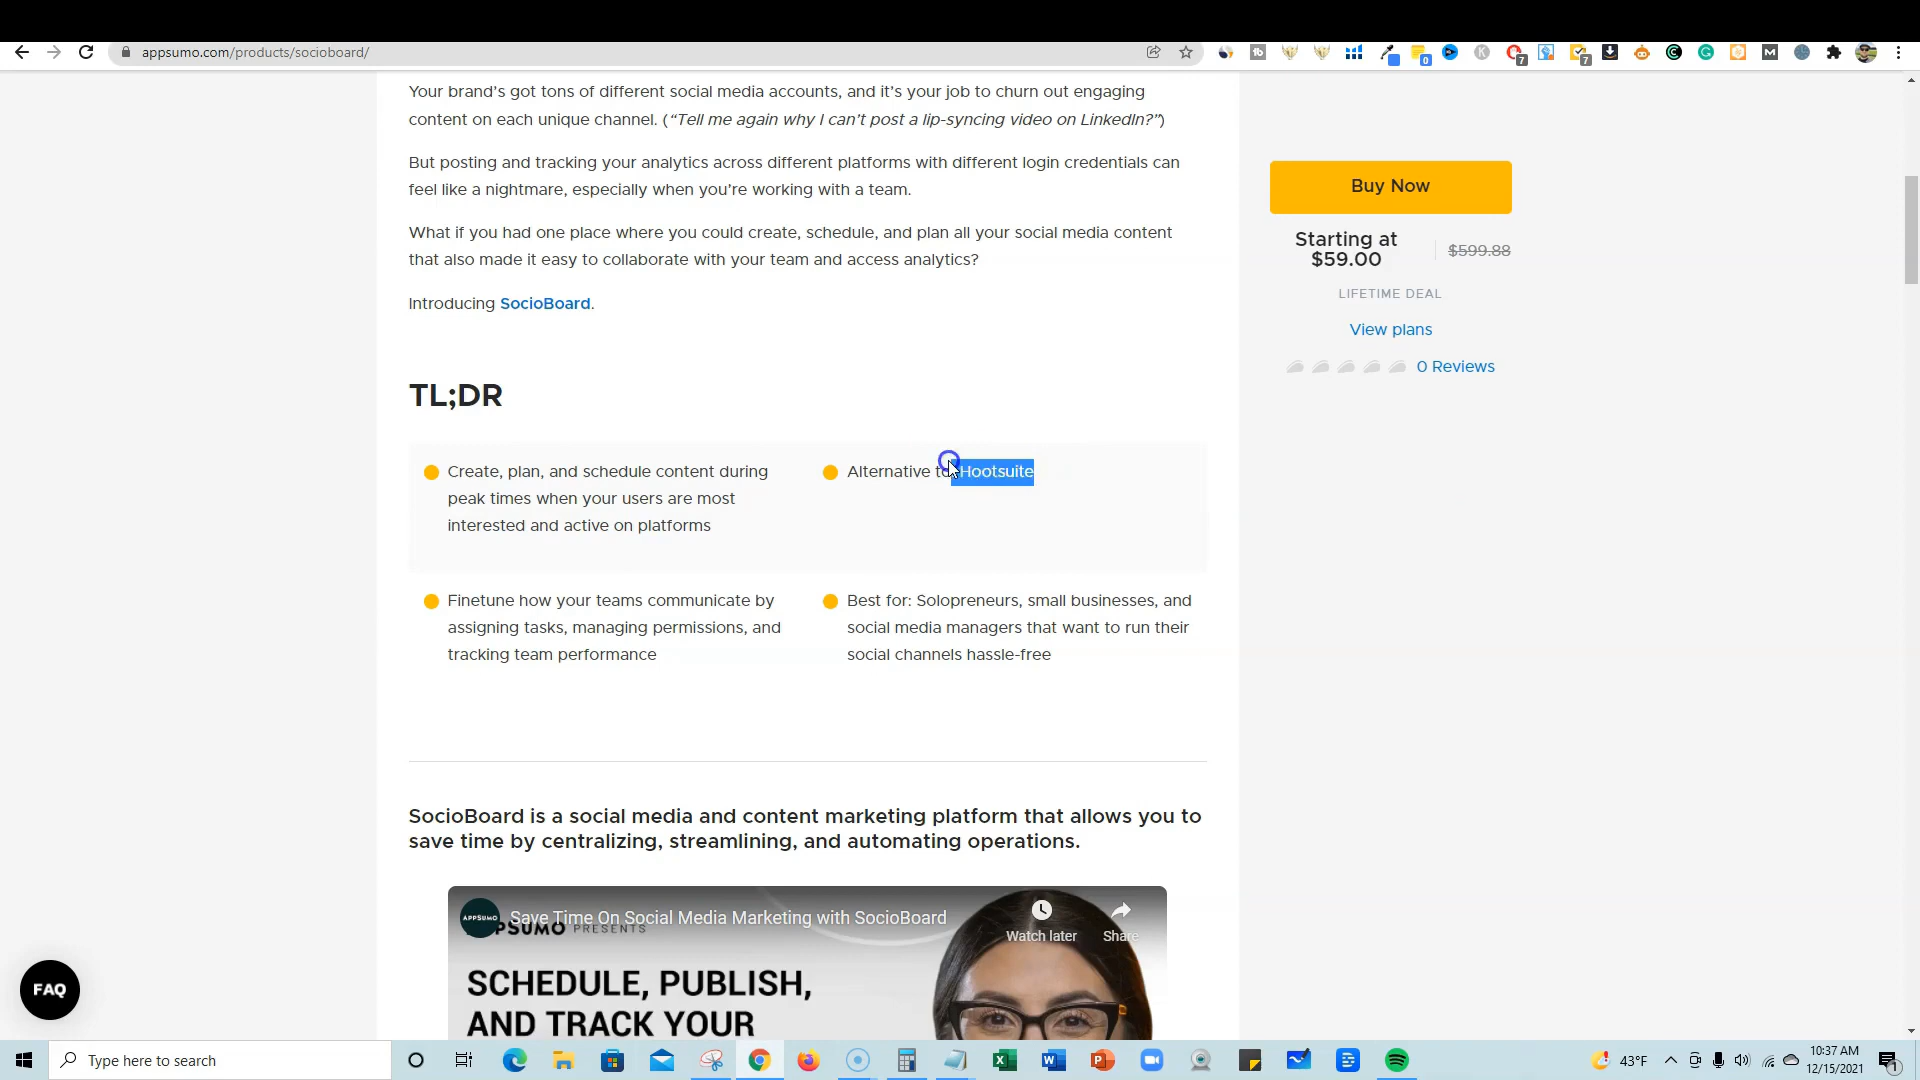 appsumo.com/products/socioboard/
0
7
7
Your brand's got tons of different social media accounts, and it's your job to churn out engaging
content on each unique channel. ("Tell me again why I can't post a lip-syncing video on LinkedIn?")
But posting and tracking your analytics across different platforms with different login credentials can
feel like a nightmare, especially when you're working with a team.
What if you had one place where you could create, schedule, and plan all your social media content
that also made it easy to collaborate with your team and access analytics?
Introducing SocioBoard.
Buy Now
Starting at
$59.00
$599.88
LIFETIME DEAL
View plans
0 Reviews
TL;DR
Create, plan, and schedule content during
peak times when your users are most
interested and active on platforms
Alternative to: Hootsuite
Finetune how your teams communicate by
assigning tasks, managing permissions, and
tracking team performance
Best for: Solopreneurs, small businesses, and
social media managers that want to run their
social channels hassle-free
SocioBoard is a social media and content marketing platform that allows you to
save time by centralizing, streamlining, and automating operations.
APPSUMO
Save Time On Social Media Marketing with SocioBoard
PRESENTS
Watch later
Share
SCHEDULE, PUBLISH,
AND TRACK YOUR
FAQ
Type here to search
43°F
10:37 AM
12/15/2021
1